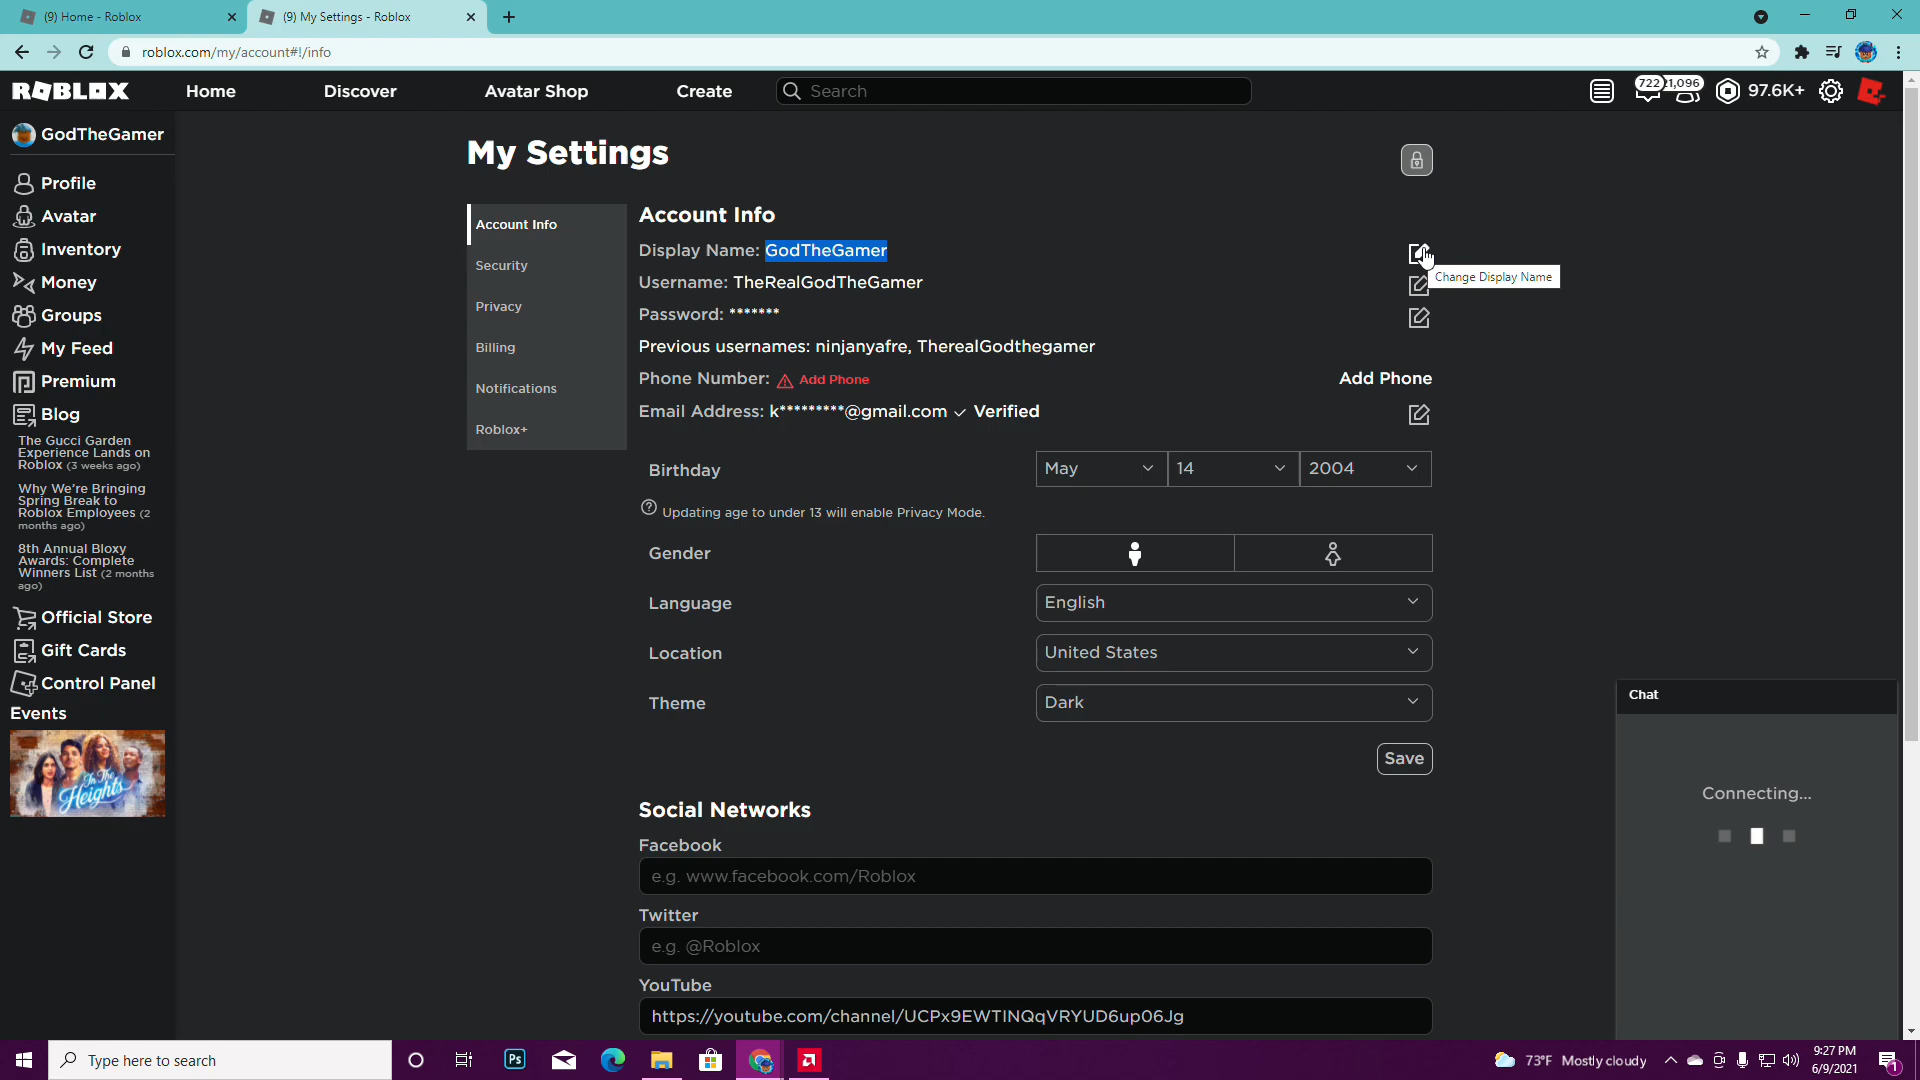 (9) Home - Roblox
(9) My Settings - Roblox
roblox.com/my/account#!/info
ROBLOX
Home
Discover
Avatar Shop
Create
Search
722
1,096
97.6K+
GodTheGamer
Profile
Avatar
Inventory
Money
Groups
My Feed
Premium
Blog
The Gucci Garden
Experience Lands on
Roblox (3 weeks ago)
Why We're Bringing
Spring Break to
Roblox Employees (2
months ago)
8th Annual Bloxy
Awards: Complete
Winners List (2 months
ago)
Official Store
Gift Cards
Control Panel
Events
In The
Heights
My Settings
Account Info
Security
Privacy
Billing
Notifications
Roblox+
Account Info
Display Name: GodTheGamer
Change Display Name
Username: TheRealGodTheGamer
Password: *******
Previous usernames: ninjanyafre, TherealGodthegamer
Phone Number: Add Phone
Add Phone
Email Address: k*********@gmail.com ✓ Verified
Birthday
May
14
2004
Updating age to under 13 will enable Privacy Mode.
Gender
Language
English
Location
United States
Theme
Dark
Save
Social Networks
Facebook
e.g. www.facebook.com/Roblox
Twitter
e.g. @Roblox
YouTube
https://youtube.com/channel/UCPx9EWTINQqVRYUD6up06Jg
Chat
Connecting...
Type here to search
Ps
73°F Mostly cloudy
9:27 PM
6/9/2021
1